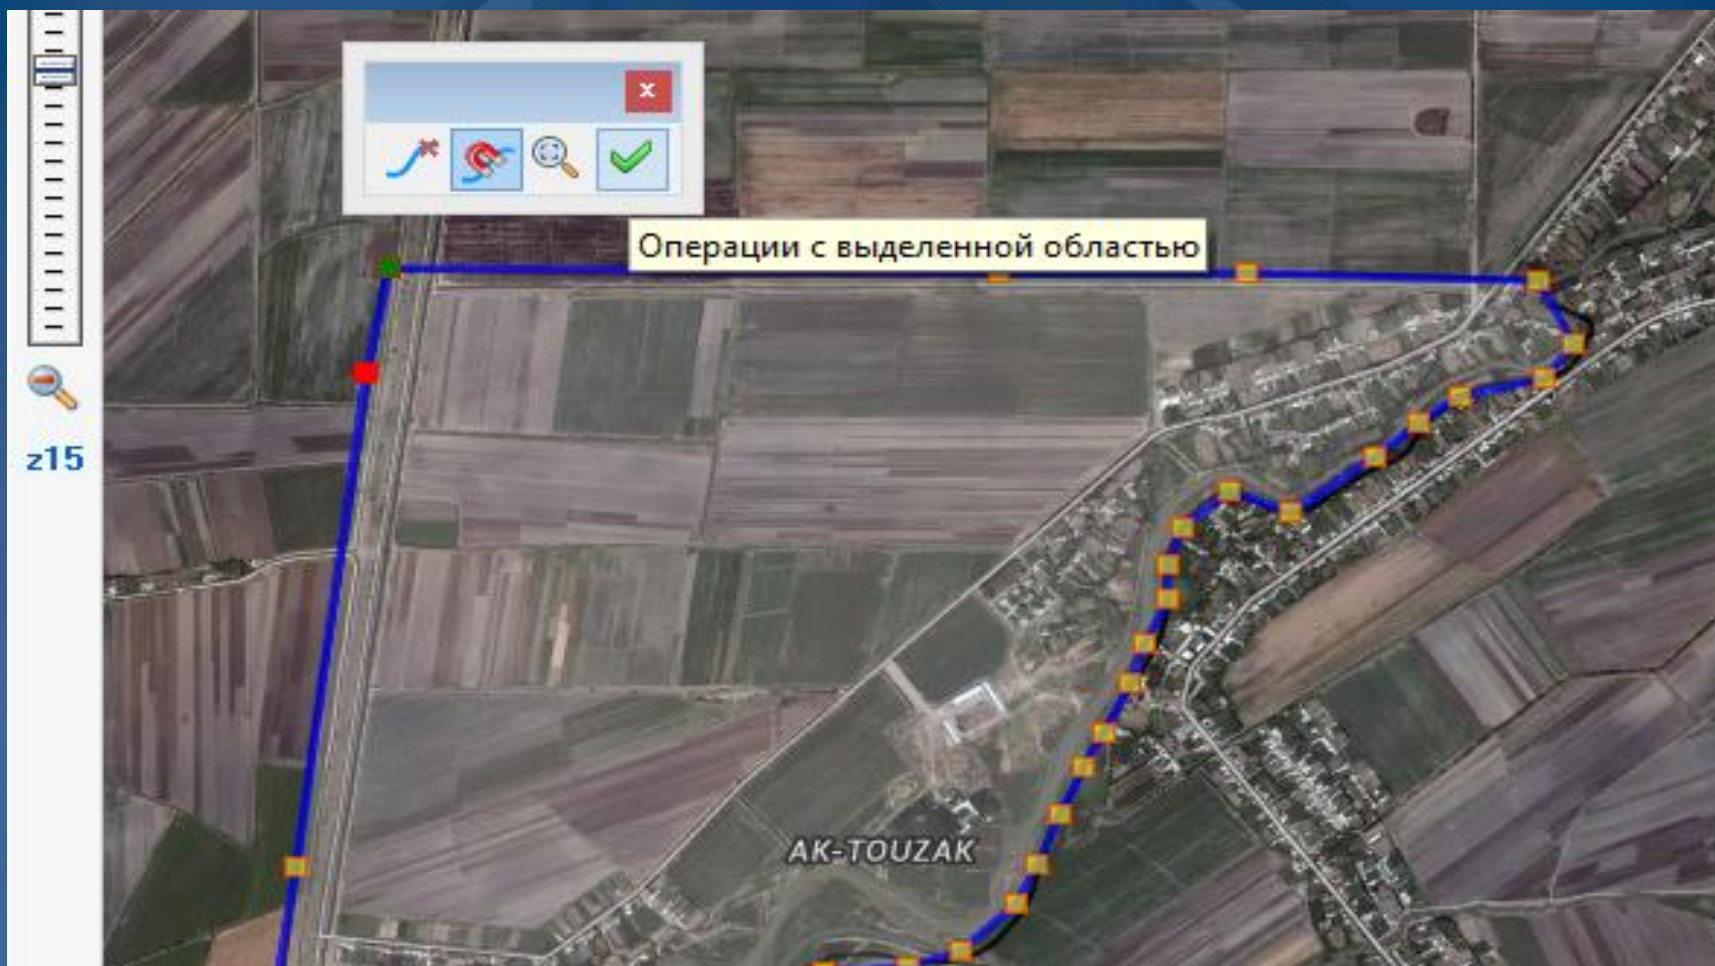 x
Операции с выделенной областью
z15
AK-TOUZAK